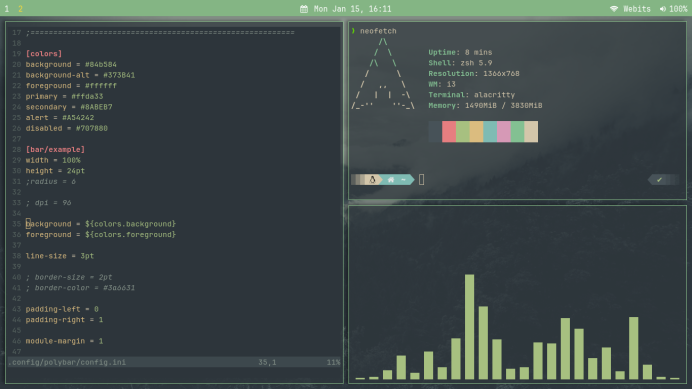 1 2
Mon Jan 15, 16:11
Webits 100%
17 ;==========================================================
18
19 [colors]
20 background = #84b584
21 background-alt = #373B41
22 foreground = #ffffff
23 primary = #ffda33
24 secondary = #8ABEB7
25 alert = #A54242
26 disabled = #707880
27
28 [bar/example]
29 width = 100%
30 height = 24pt
31 ;radius = 6
32
33 ; dpi = 96
34
35 background = ${colors.background}
36 foreground = ${colors.foreground}
37
38 line-size = 3pt
39
40 ; border-size = 2pt
41 ; border-color = #3a6631
42
43 padding-left = 0
44 padding-right = 1
45
46 module-margin = 1
47
.config/polybar/config.ini 35,1 11%
❯ neofetch
Uptime: 8 mins
Shell: zsh 5.9
Resolution: 1366x768
WM: i3
Terminal: alacritty
Memory: 1490MiB / 3830MiB
~